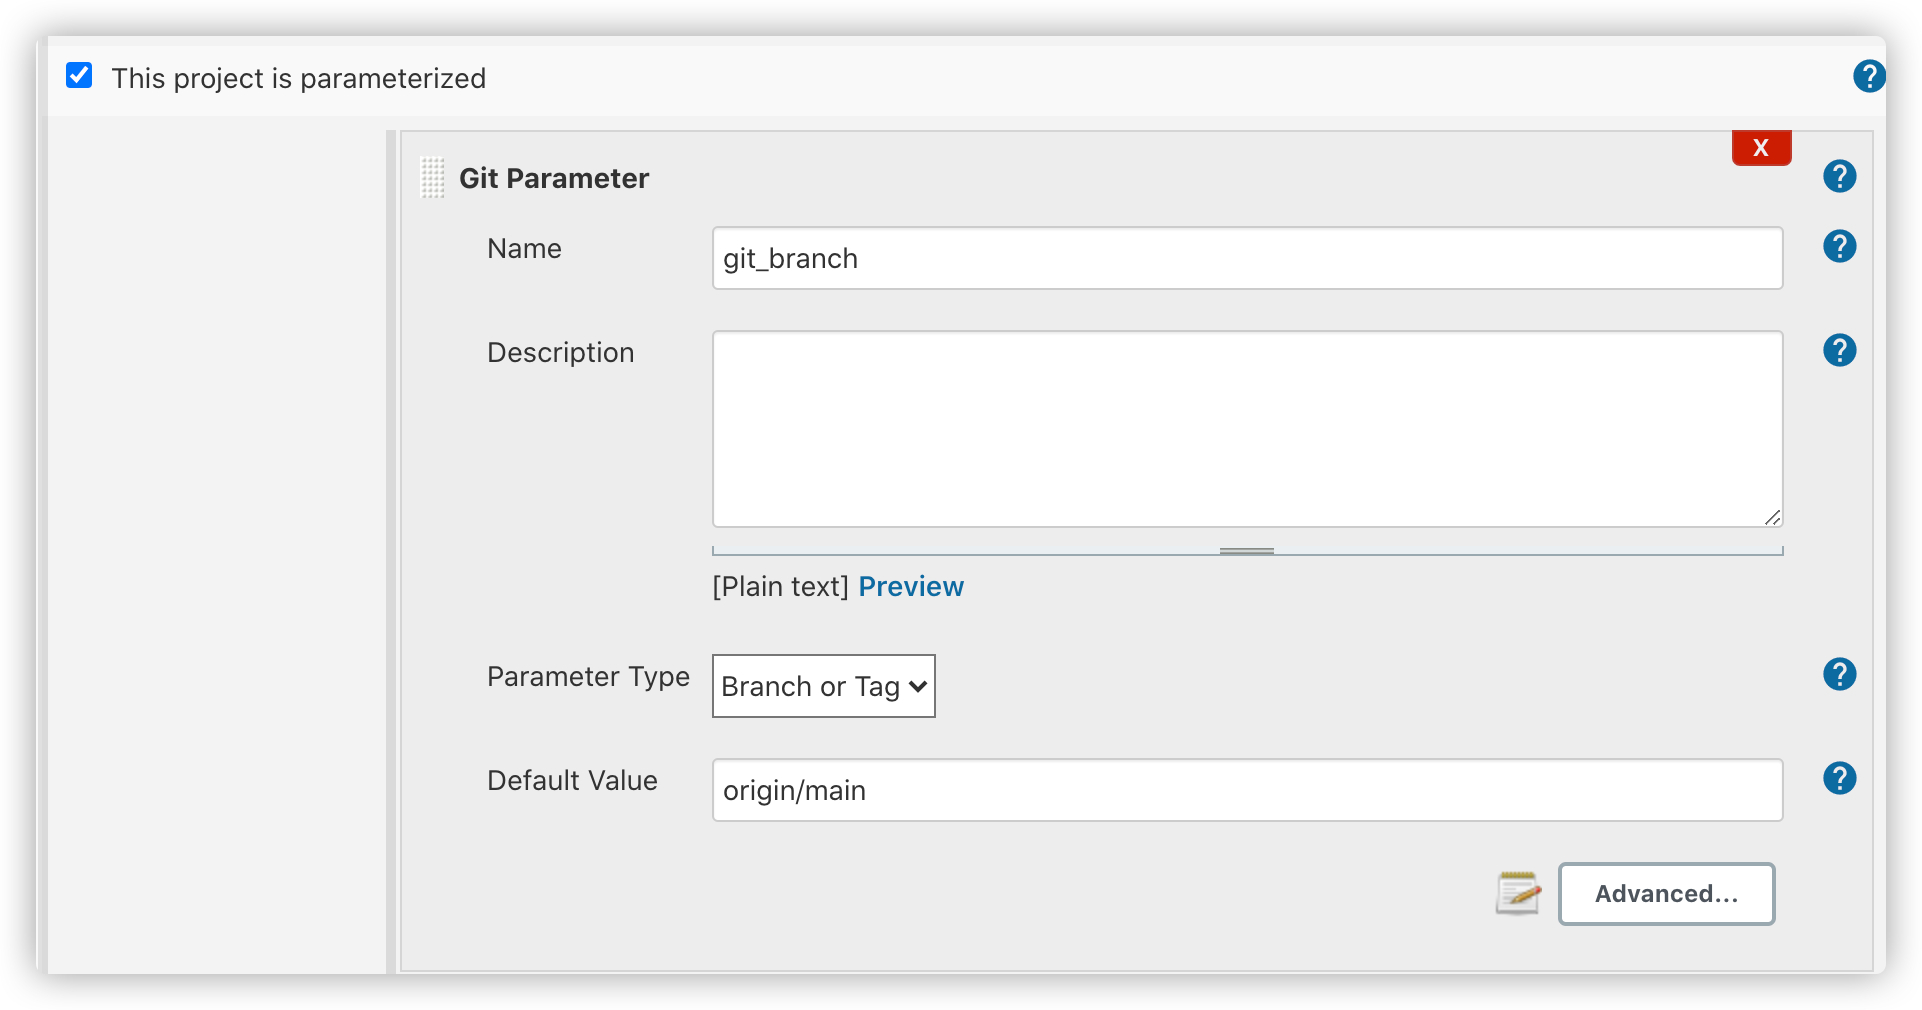 This project is parameterized
?
X
Git Parameter
?
Name
git_branch
?
Description
?
[Plain text] Preview
Parameter Type
Branch or Tag
?
Default Value
origin/main
?
Advanced...